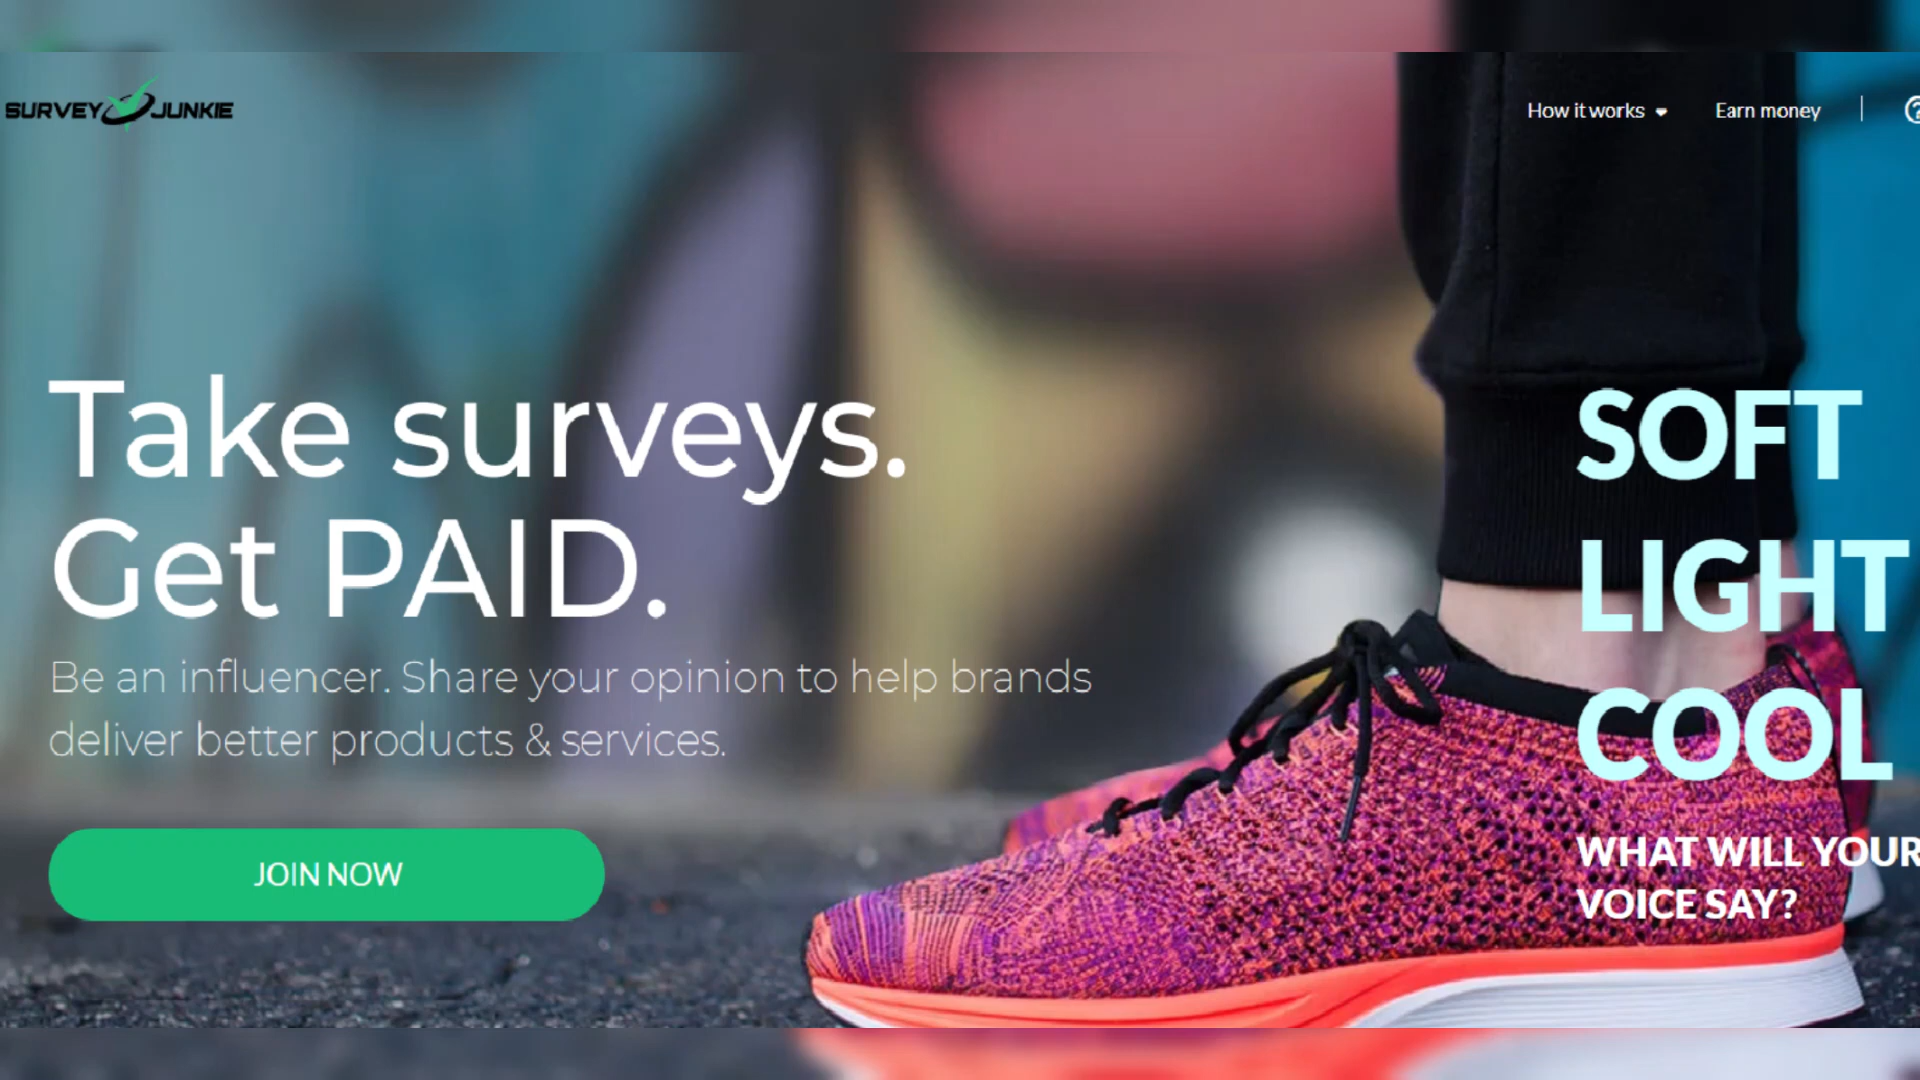 SURVEY JUNKIE
How it works
Earn money
Take surveys.
Get PAID.
Be an influencer. Share your opinion to help brands
deliver better products & services.
JOIN NOW
SOFT
LIGHT
COOL
WHAT WILL YOUR
VOICE SAY?